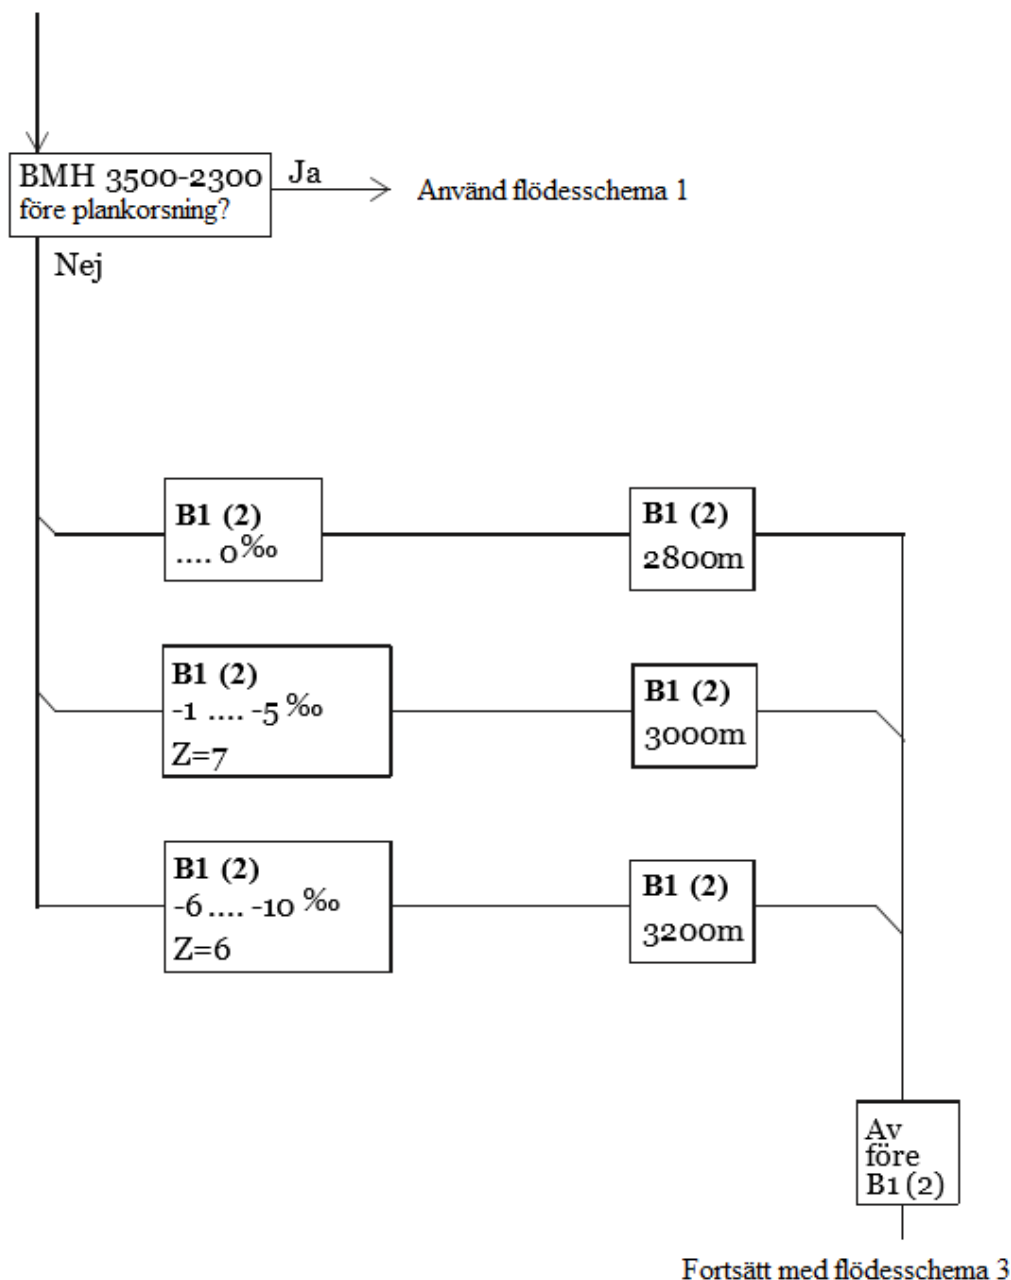 BMH 3500-2300
före plankorsning?
Ja
Använd flödesschema 1
Nej
B1 (2)
.... 0‰
B1 (2)
2800m
B1 (2)
-1 .... -5‰
Z=7
B1 (2)
3000m
B1 (2)
-6 .... -10 ‰
Z=6
B1 (2)
3200m
Av
före
B1 (2)
Fortsätt med flödesschema 3